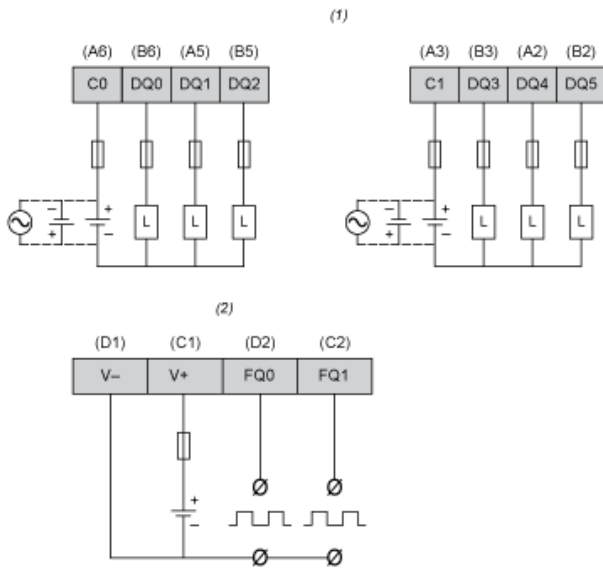 (1)
(A6) (B6) (A5) (B5)
C0 DQ0 DQ1 DQ2
(A3) (B3) (A2) (B2)
C1 DQ3 DQ4 DQ5
− +
+ −
L L L
− +
+ −
L L L
(2)
(D1) (C1) (D2) (C2)
V− V+ FQ0 FQ1
+
−